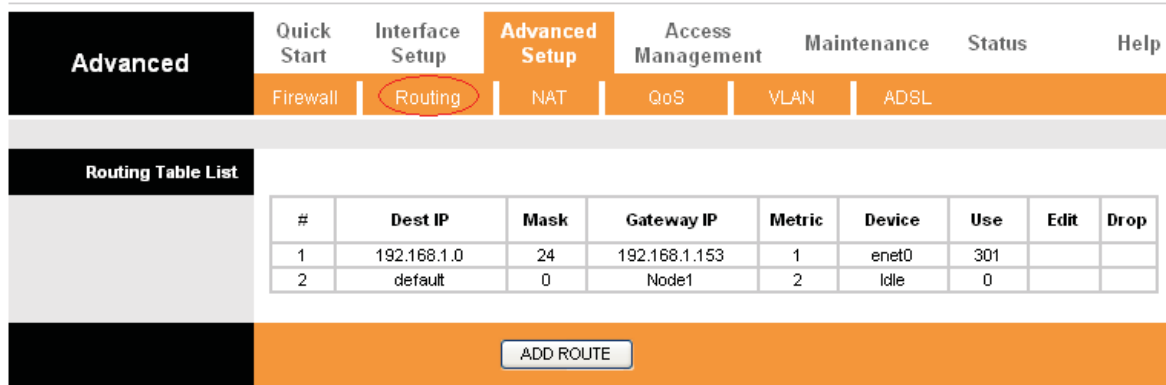 Advanced
Quick Start
Interface Setup
Advanced Setup
Access Management
Maintenance
Status
Help
Firewall
Routing
NAT
QoS
VLAN
ADSL
Routing Table List
# Dest IP Mask Gateway IP Metric Device Use Edit Drop
1 192.168.1.0 24 192.168.1.153 1 enet0 301
2 default 0 Node1 2 Idle 0
ADD ROUTE